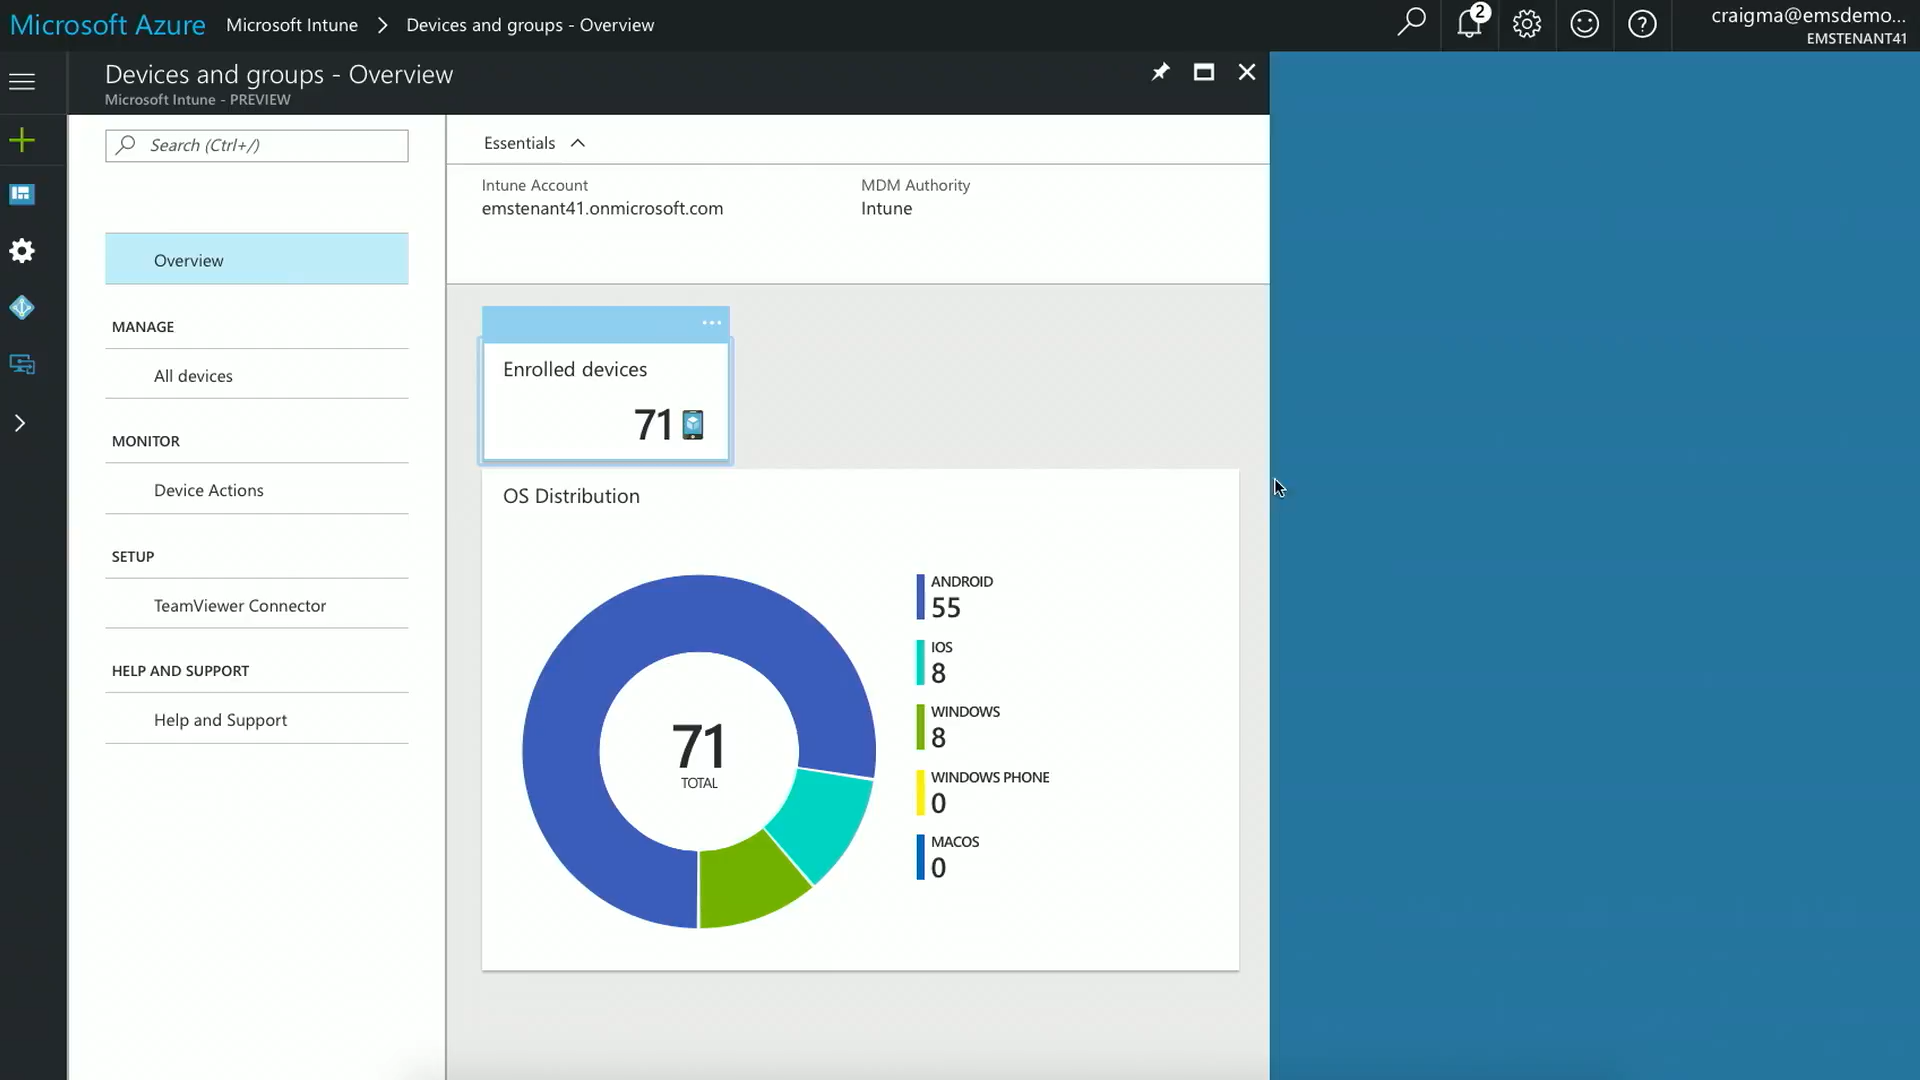 Microsoft Azure Microsoft Intune > Devices and groups - Overview
2
craigma@emsdemo...
EMSTENANT41
Devices and groups - Overview
Microsoft Intune - PREVIEW
Search (Ctrl+/)
Overview
MANAGE
All devices
MONITOR
Device Actions
SETUP
TeamViewer Connector
HELP AND SUPPORT
Help and Support
Essentials
Intune Account
emstenant41.onmicrosoft.com
MDM Authority
Intune
...
Enrolled devices
71
OS Distribution
71
TOTAL
ANDROID
55
IOS
8
WINDOWS
8
WINDOWS PHONE
0
MACOS
0